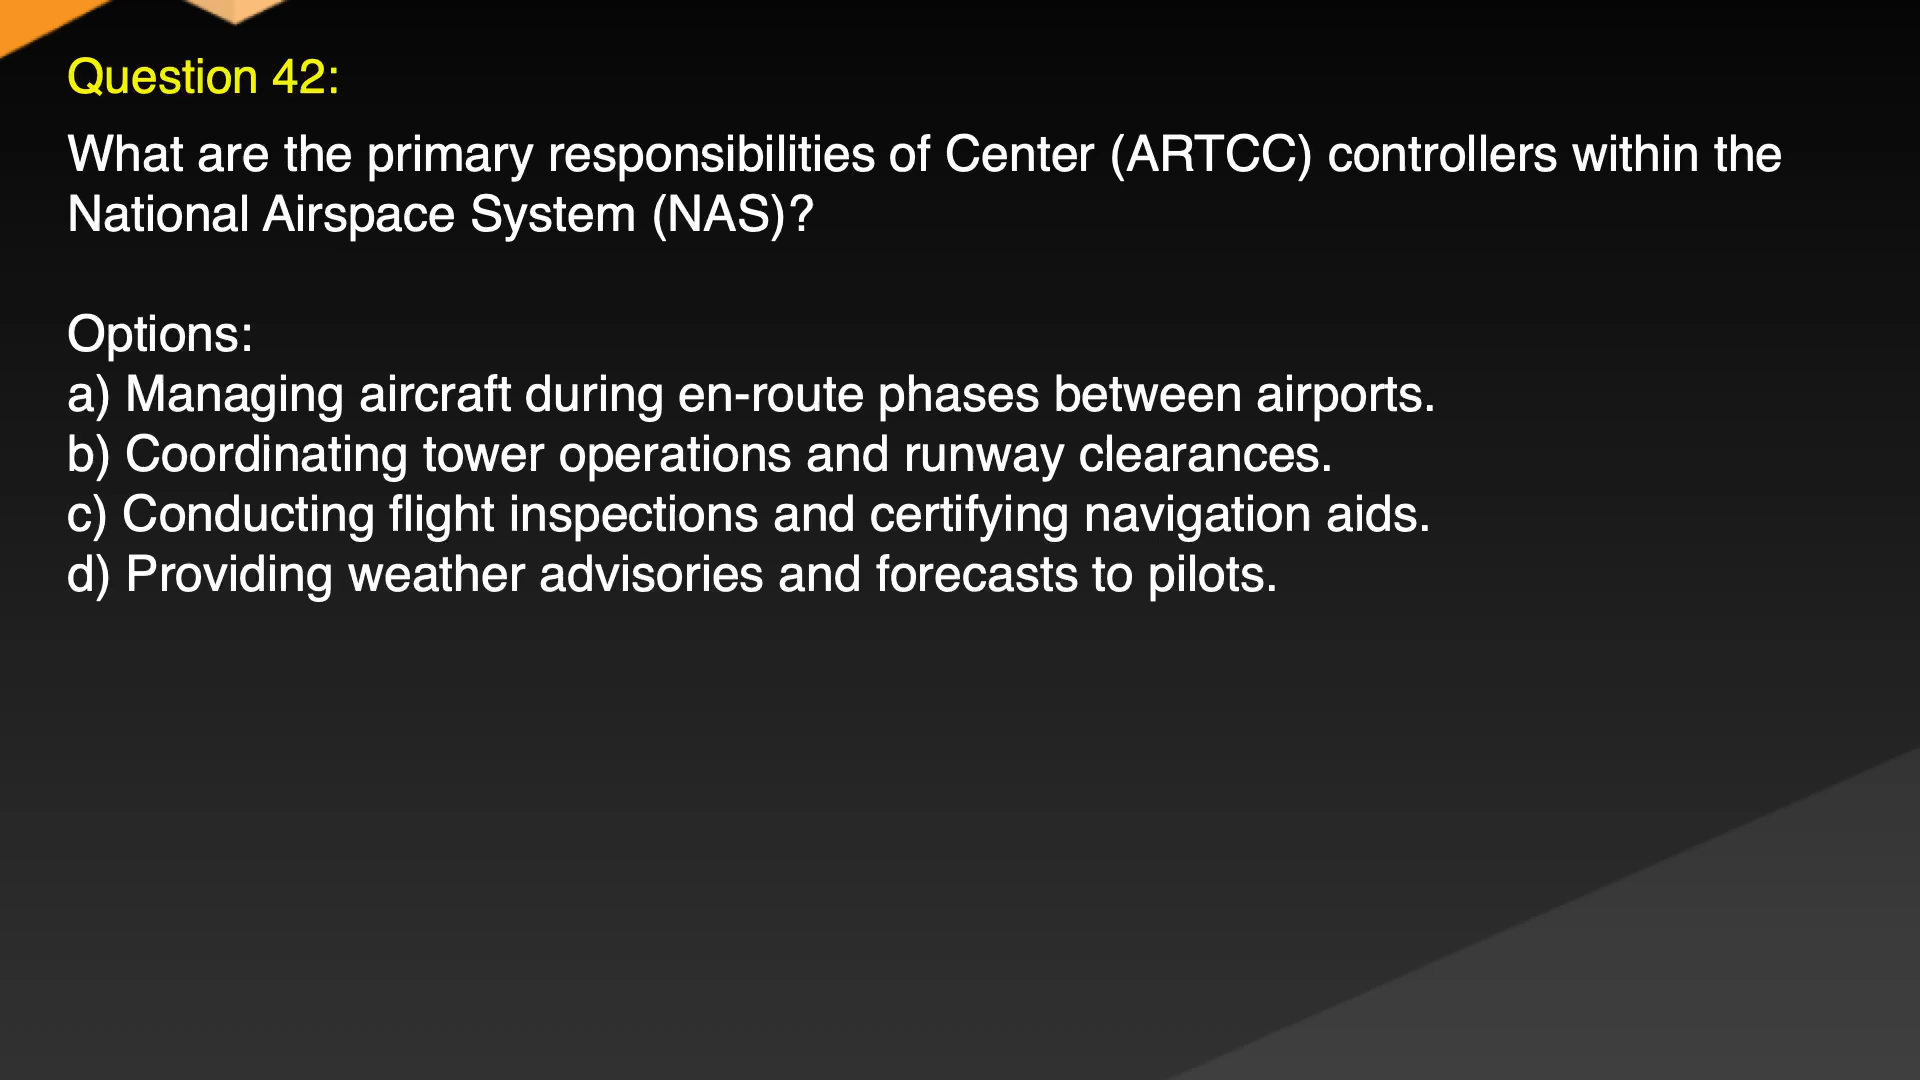 Question 42:
What are the primary responsibilities of Center (ARTCC) controllers within the
National Airspace System (NAS)?
Options:
a) Managing aircraft during en-route phases between airports.
b) Coordinating tower operations and runway clearances.
c) Conducting flight inspections and certifying navigation aids.
d) Providing weather advisories and forecasts to pilots.